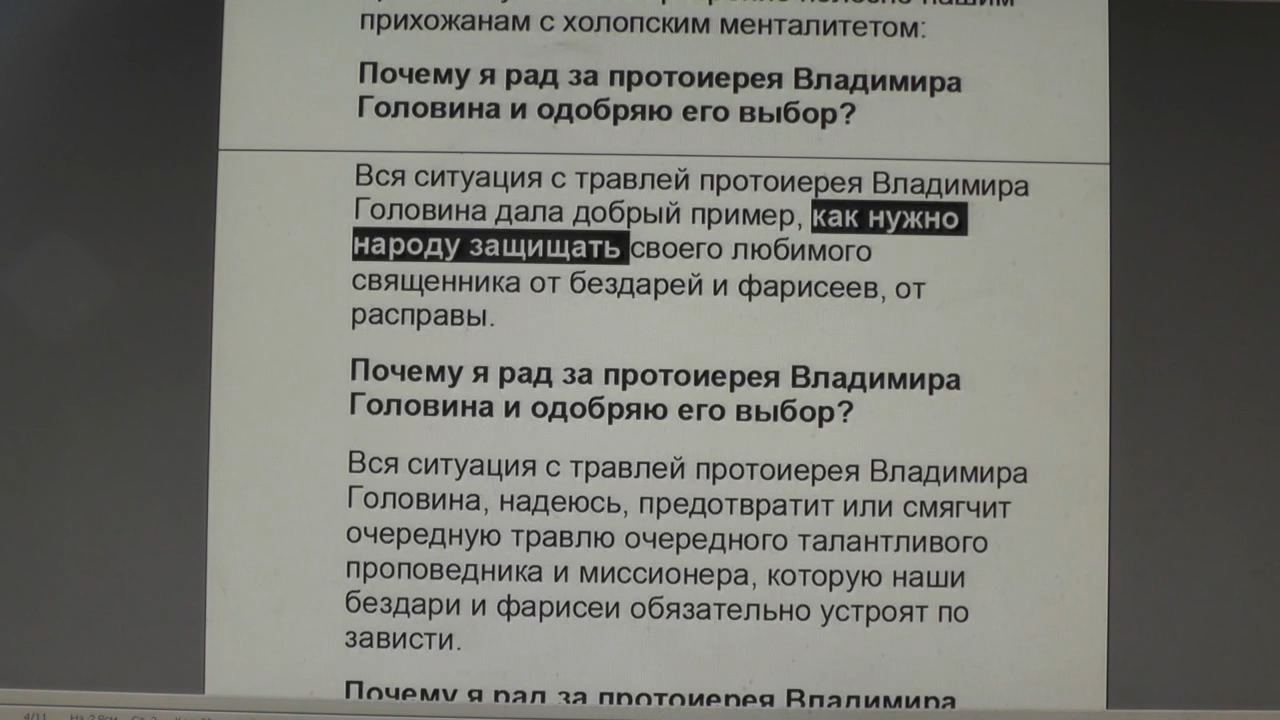 нашим
прихожанам с холопским менталитетом:
Почему я рад за протоиерея Владимира
Головина и одобряю его выбор?
Вся ситуация с травлей протоиерея Владимира
Головина дала добрый пример, как нужно
народу защищать своего любимого
священника от бездарей и фарисеев, от
расправы.
Почему я рад за протоиерея Владимира
Головина и одобряю его выбор?
Вся ситуация с травлей протоиерея Владимира
Головина, надеюсь, предотвратит или смягчит
очередную травлю очередного талантливого
проповедника и миссионера, которую наши
бездари и фарисеи обязательно устроят по
зависти.
Почему я рад за протоиерея Владимира
4/11